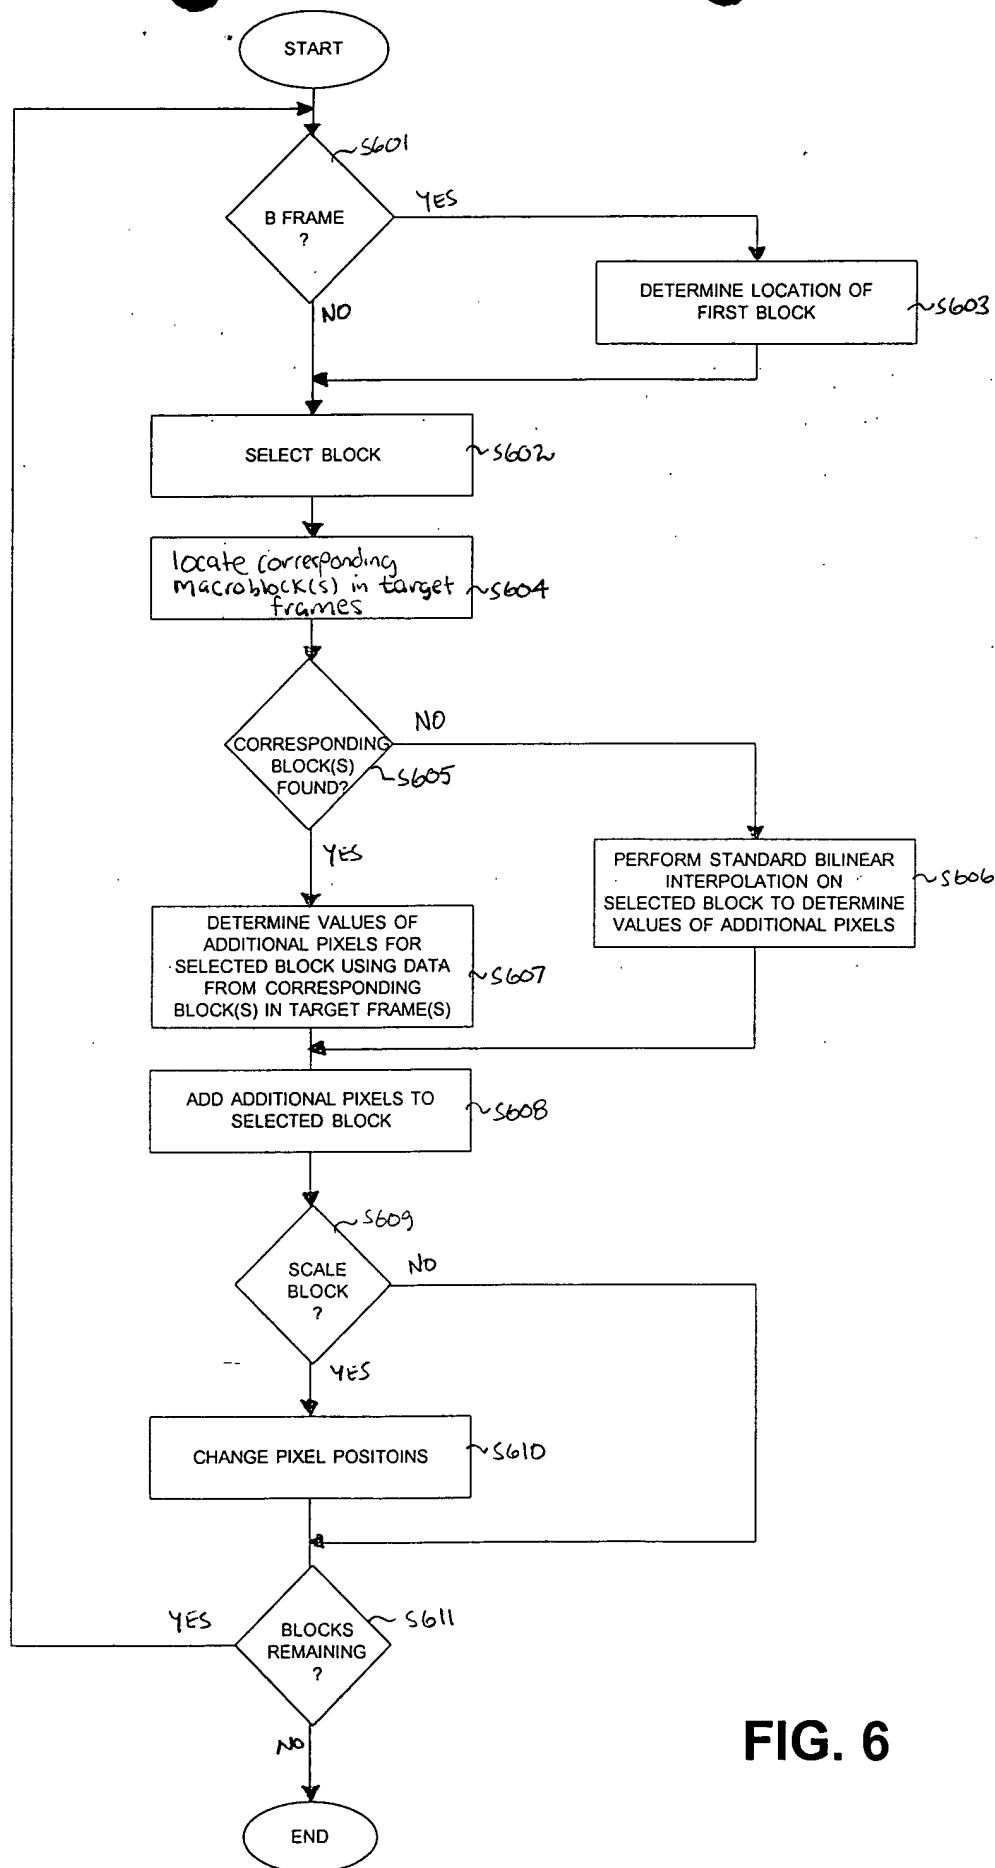 START
S601
B FRAME
?
YES
NO
DETERMINE LOCATION OF
FIRST BLOCK
S603
SELECT BLOCK
S602
locate corresponding
macroblock(s) in target
frames
S604
CORRESPONDING
BLOCK(S)
FOUND?
S605
NO
YES
PERFORM STANDARD BILINEAR
INTERPOLATION ON
SELECTED BLOCK TO DETERMINE
VALUES OF ADDITIONAL PIXELS
S606
DETERMINE VALUES OF
ADDITIONAL PIXELS FOR
SELECTED BLOCK USING DATA
FROM CORRESPONDING
BLOCK(S) IN TARGET FRAME(S)
S607
ADD ADDITIONAL PIXELS TO
SELECTED BLOCK
S608
S609
SCALE
BLOCK
?
NO
YES
CHANGE PIXEL POSITOINS
S610
BLOCKS
REMAINING
?
S611
YES
NO
END
FIG. 6